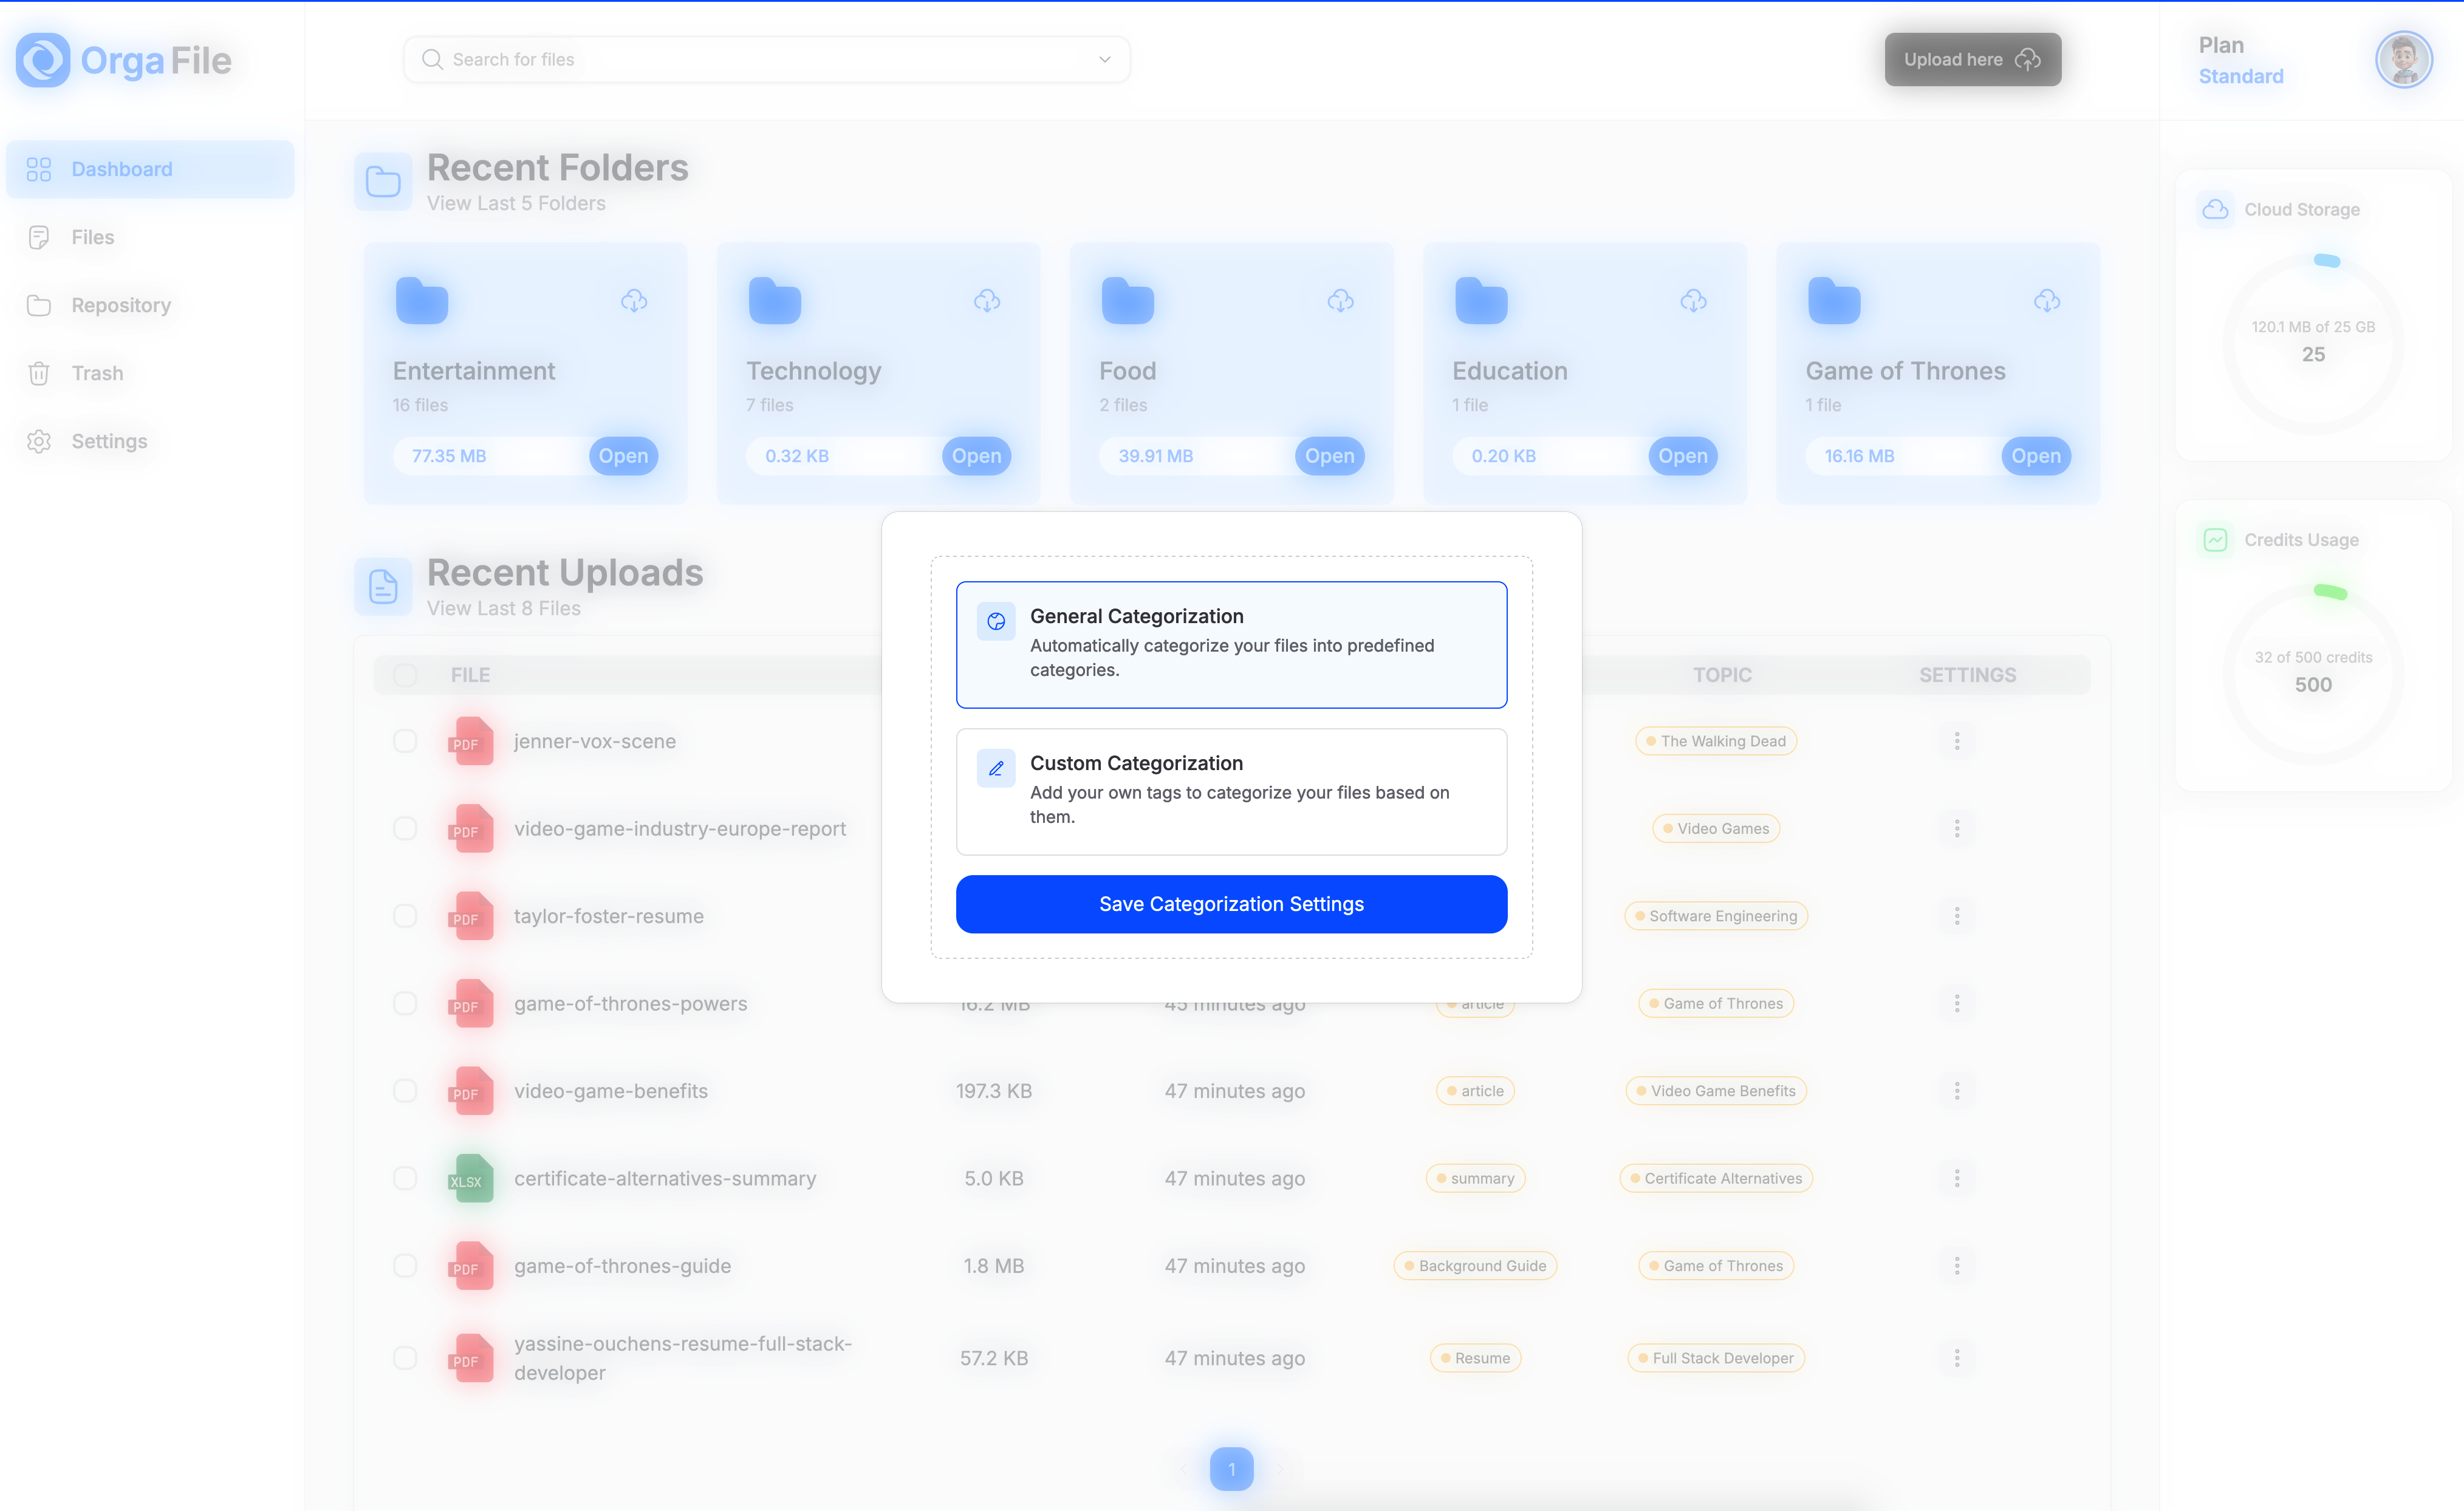 OrgaFile
Search for files
Upload here
Plan
Standard
Dashboard
Files
Repository
Trash
Settings
Recent Folders
View Last 5 Folders
Entertainment
16 files
77.35 MB
Open
Technology
7 files
0.32 KB
Open
Food
2 files
39.91 MB
Open
Education
1 file
0.20 KB
Open
Game of Thrones
1 file
16.16 MB
Open
Cloud Storage
120.1 MB of 25 GB
25
Credits Usage
32 of 500 credits
500
Recent Uploads
View Last 8 Files
General Categorization
Automatically categorize your files into predefined
categories.
Custom Categorization
Add your own tags to categorize your files based on
them.
Save Categorization Settings
FILE TOPIC SETTINGS
PDF jenner-vox-scene The Walking Dead
PDF video-game-industry-europe-report Video Games
PDF taylor-foster-resume Software Engineering
PDF game-of-thrones-powers 16.2 MB 45 minutes ago article Game of Thrones
PDF video-game-benefits 197.3 KB 47 minutes ago article Video Game Benefits
XLSX certificate-alternatives-summary 5.0 KB 47 minutes ago summary Certificate Alternatives
PDF game-of-thrones-guide 1.8 MB 47 minutes ago Background Guide Game of Thrones
PDF yassine-ouchens-resume-full-stack-
developer 57.2 KB 47 minutes ago Resume Full Stack Developer
1